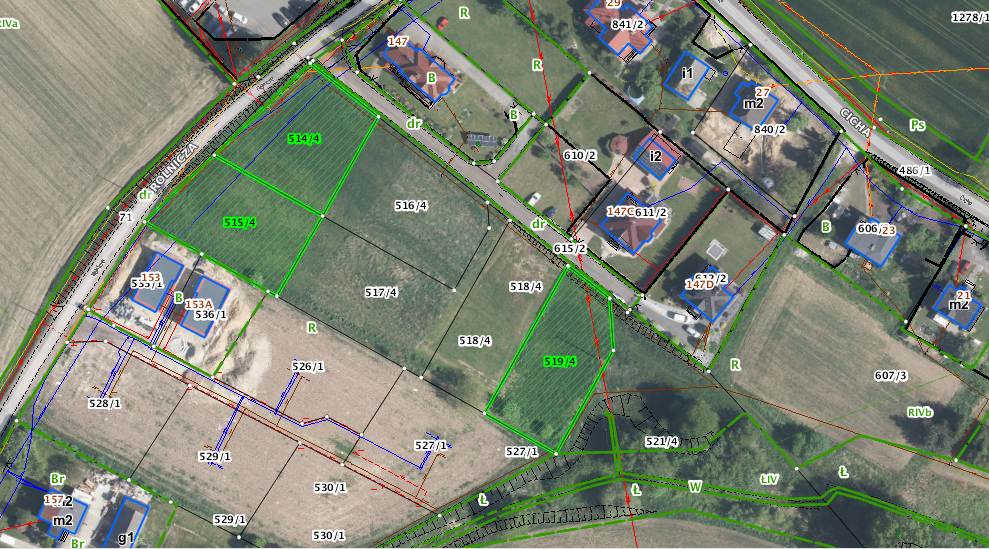 29
R
841/2
1278/1
RIVa
147
R
i1
B
27
m2
CICHA
B
dr
840/2
Ps
514/4
610/2
i2
486/1
ROLNICZA
dr
516/4
147C
611/2
71
515/4
dr
B
606
23
615/2
153
612/2
147D
518/4
B
517/4
21
m2
153A
536/1
R
518/4
519/4
R
526/1
607/3
528/1
RIVb
527/1
521/4
529/1
527/1
Ł
Br
ŁIV
530/1
Ł
W
Ł
157
m2
529/1
g1
530/1
Br